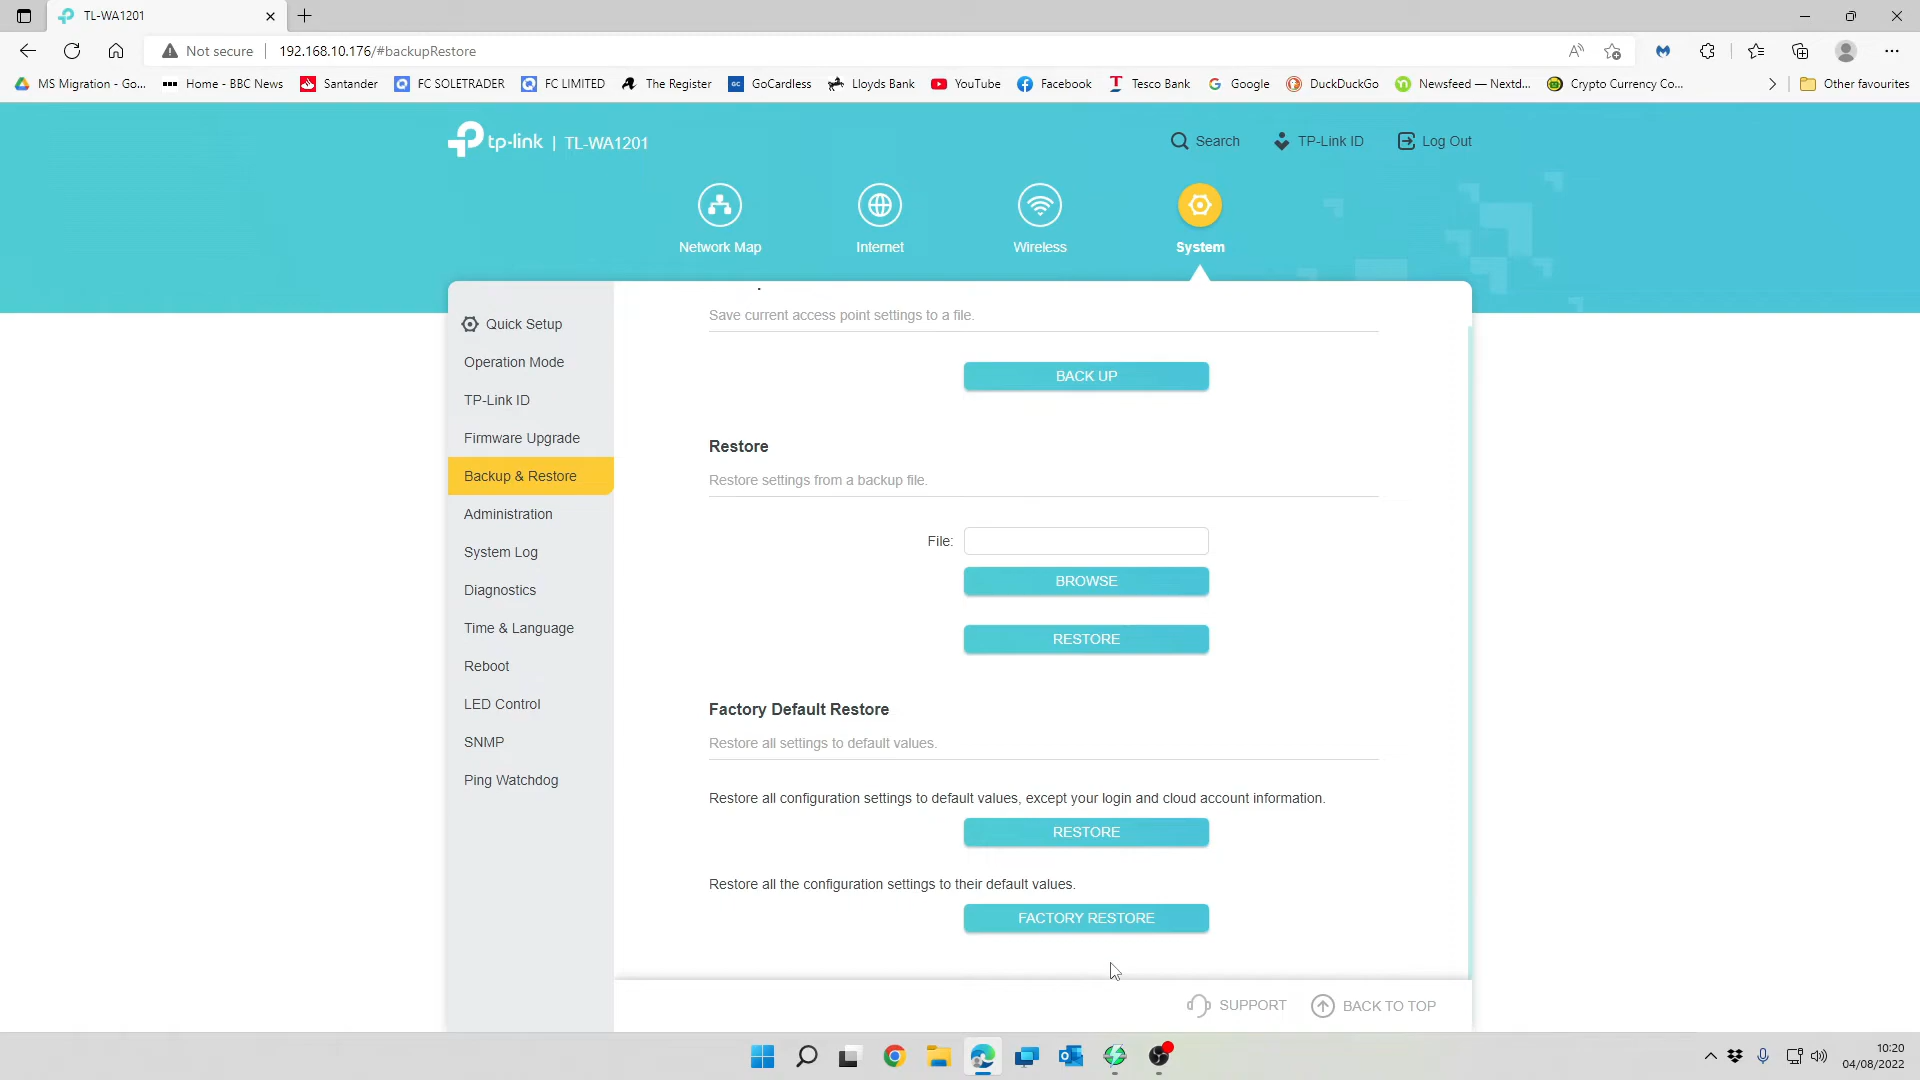 TL-WA1201
Not secure
192.168.10.176/#backupRestore
MS Migration - Go...
Home - BBC News
Santander
FC SOLETRADER
FC LIMITED
The Register
GoCardless
Lloyds Bank
YouTube
Facebook
Tesco Bank
Google
DuckDuckGo
Newsfeed — Nextd...
Crypto Currency Co...
Other favourites
tp-link | TL-WA1201
Search
TP-Link ID
Log Out
Network Map
Internet
Wireless
System
Quick Setup
Operation Mode
TP-Link ID
Firmware Upgrade
Backup & Restore
Administration
System Log
Diagnostics
Time & Language
Reboot
LED Control
SNMP
Ping Watchdog
Save current access point settings to a file.
BACK UP
Restore
Restore settings from a backup file.
File:
BROWSE
RESTORE
Factory Default Restore
Restore all settings to default values.
Restore all configuration settings to default values, except your login and cloud account information.
RESTORE
Restore all the configuration settings to their default values.
FACTORY RESTORE
SUPPORT
BACK TO TOP
10:20
04/08/2022